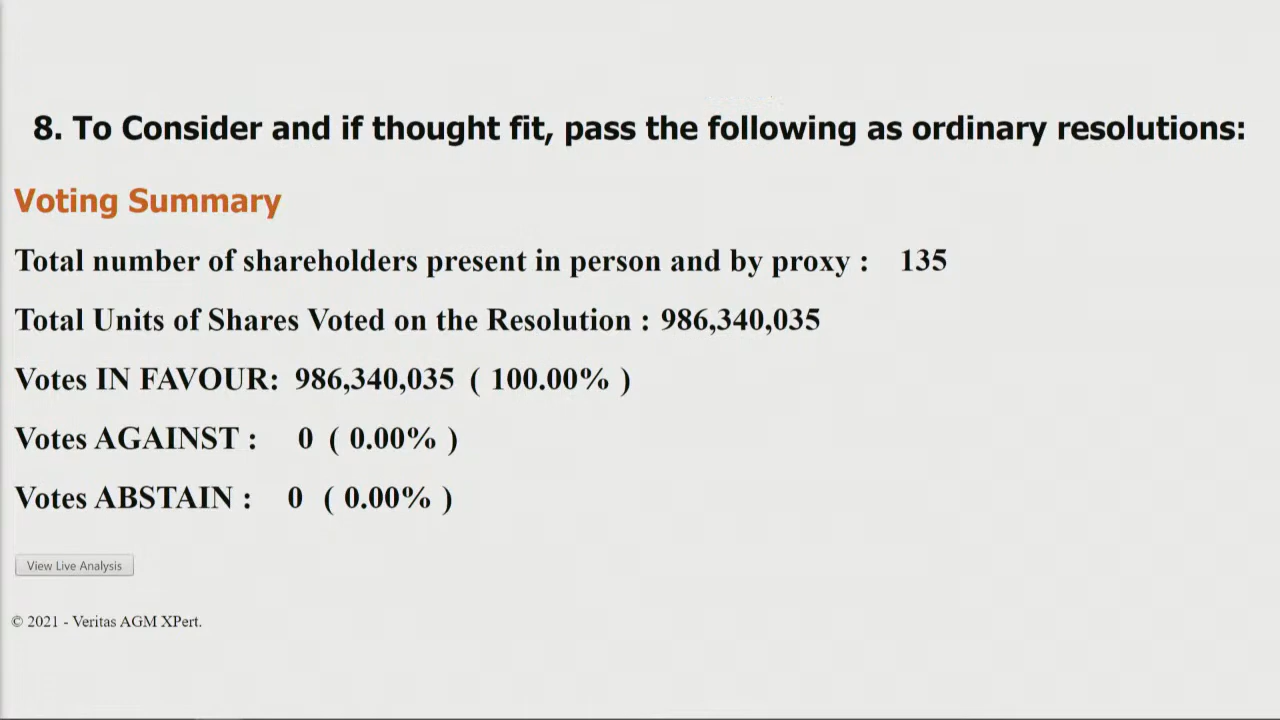 8. To Consider and if thought fit, pass the following as ordinary resolutions:
Voting Summary
Total number of shareholders present in person and by proxy : 135
Total Units of Shares Voted on the Resolution : 986,340,035
Votes IN FAVOUR: 986,340,035 ( 100.00% )
Votes AGAINST : 0 ( 0.00% )
Votes ABSTAIN : 0 ( 0.00% )
View Live Analysis
© 2021 - Veritas AGM XPert.